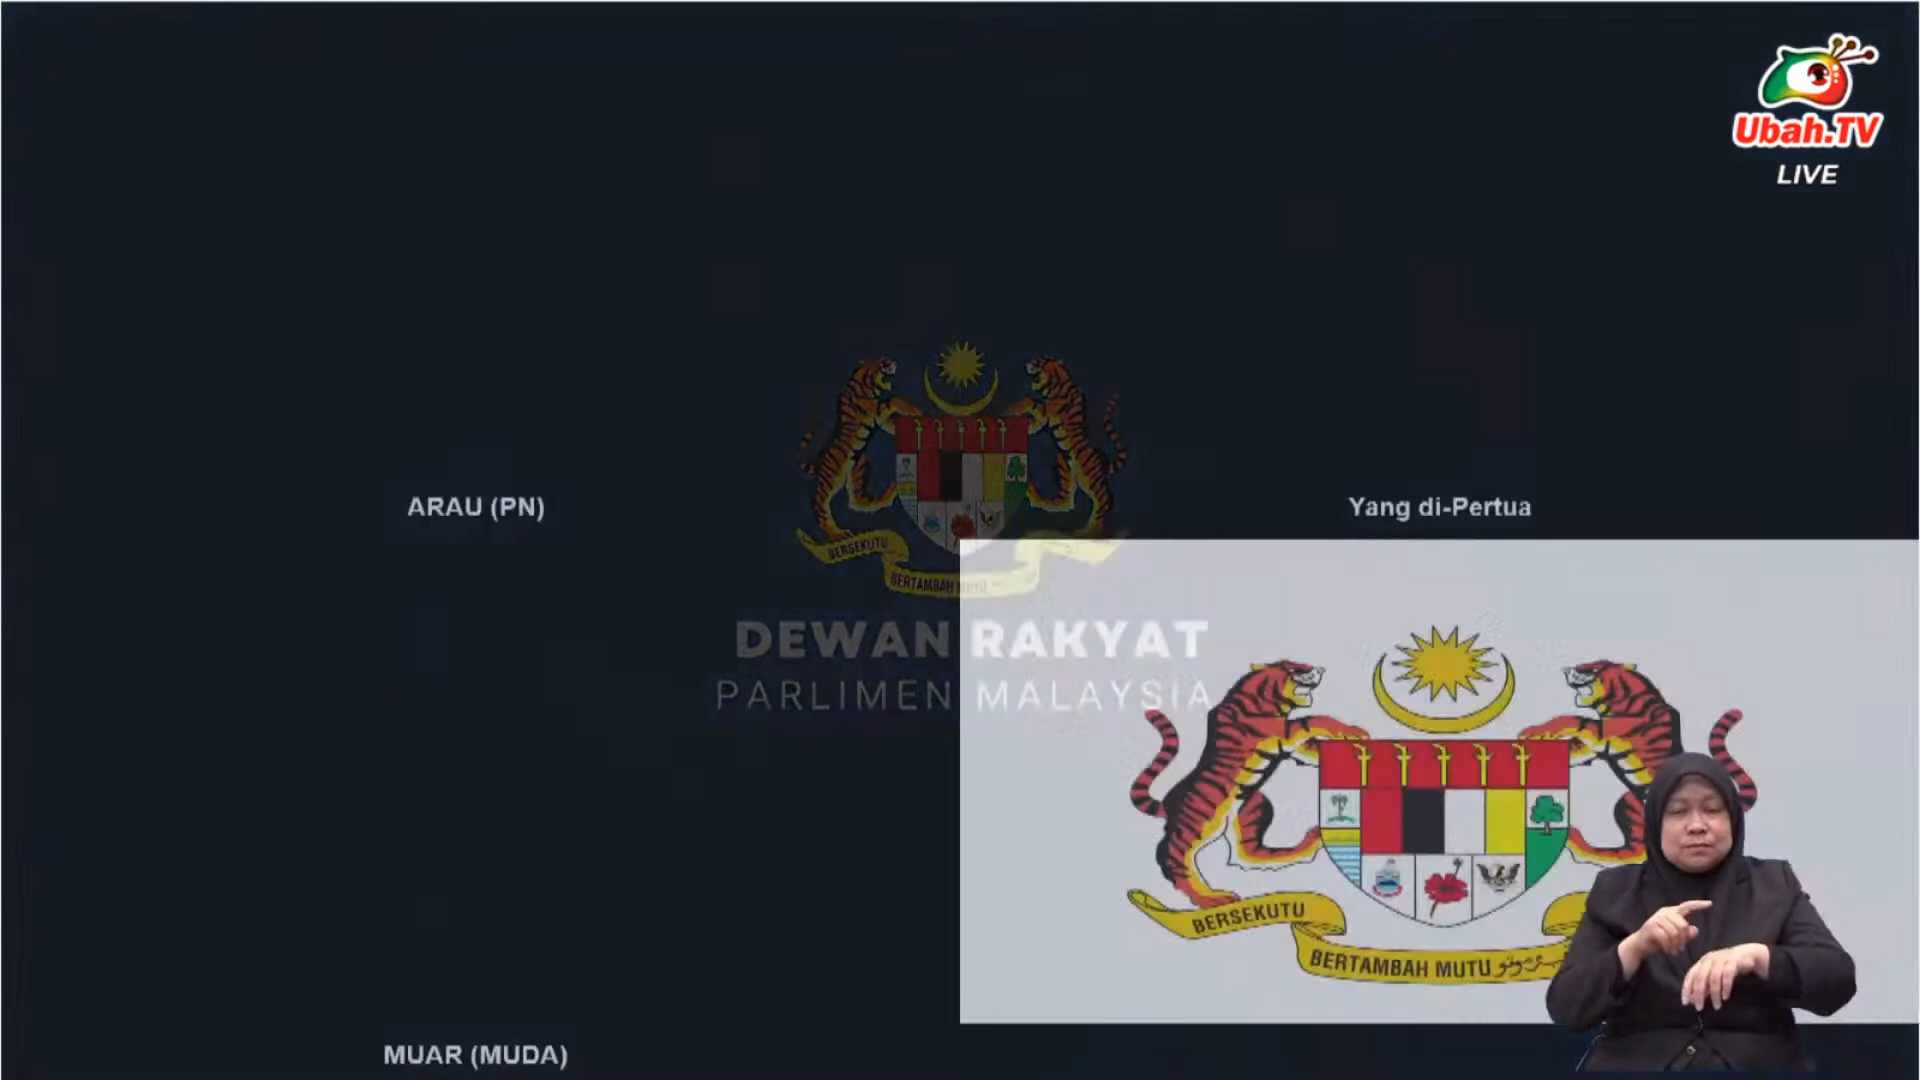 Ubah.TV
LIVE
ARAU (PN)
Yang di-Pertua
BERSEKUTU
BERTAMBAH MUTU
DEWAN RAKYAT
PARLIMEN MALAYSIA
BERSEKUTU
BERTAMBAH MUTU
MUAR (MUDA)